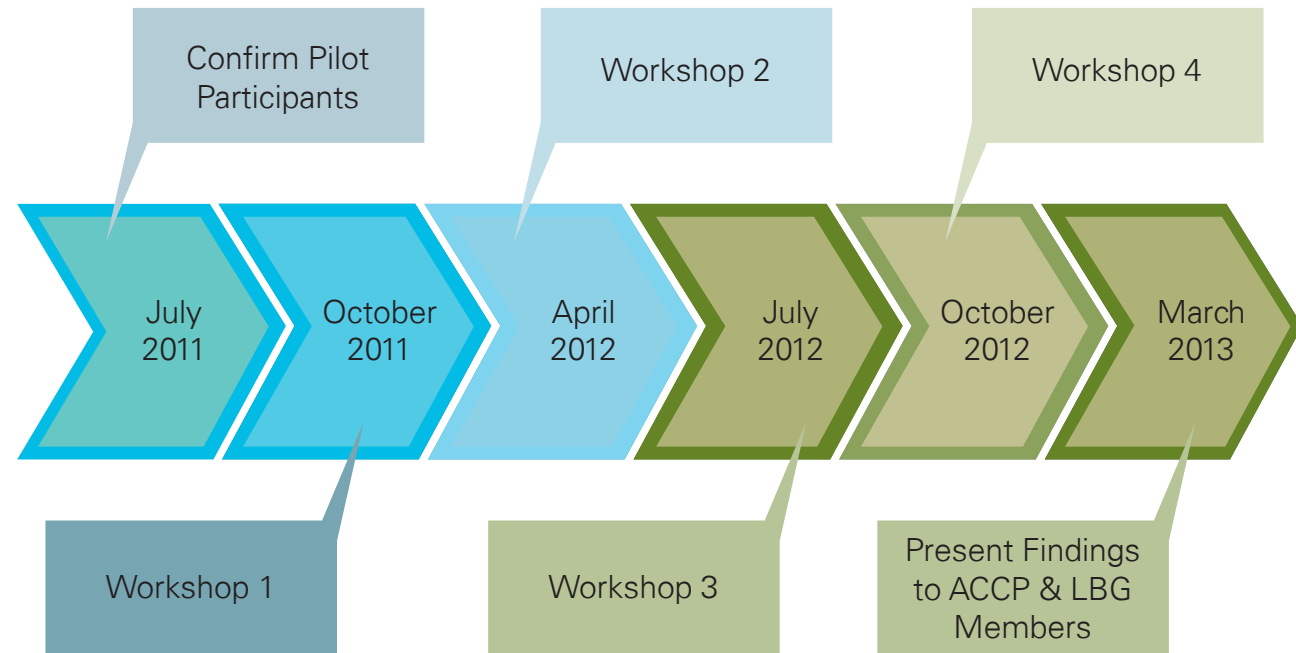 Confirm Pilot
Participants
Workshop 2
Workshop 4
July
2011
October
2011
April
2012
July
2012
October
2012
March
2013
Workshop 1
Workshop 3
Present Findings
to ACCP & LBG
Members